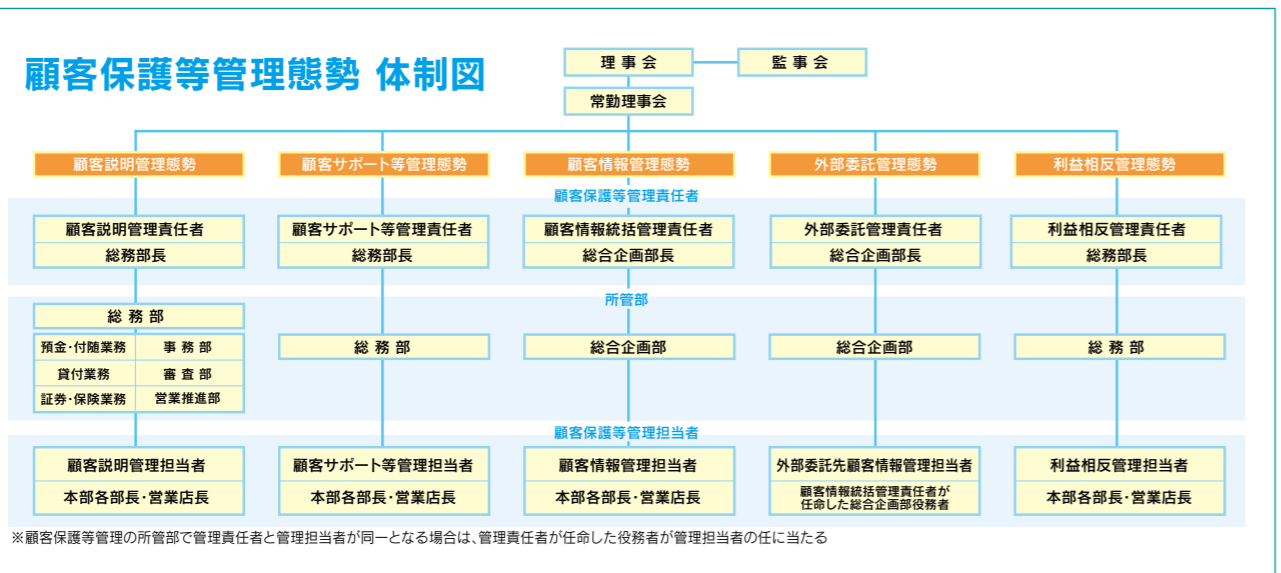 顧客保護等管理態勢 体制図
理事会
監事会
常勤理事会
顧客説明管理態勢
顧客サポート等管理態勢
顧客情報管理態勢
外部委託管理態勢
利益相反管理態勢
顧客保護等管理責任者
顧客説明管理責任者
総務部長
顧客サポート等管理責任者
総務部長
顧客情報統括管理責任者
総合企画部長
外部委託管理責任者
総合企画部長
利益相反管理責任者
総務部長
所管部
総務部
預金・付随業務 事務部
貸付業務 審査部
証券・保険業務 営業推進部
総務部
総合企画部
総合企画部
総務部
顧客保護等管理担当者
顧客説明管理担当者
本部各部長・営業店長
顧客サポート等管理担当者
本部各部長・営業店長
顧客情報管理担当者
本部各部長・営業店長
外部委託先顧客情報管理担当者
顧客情報統括管理責任者が
任命した総合企画部役務者
利益相反管理担当者
本部各部長・営業店長
※顧客保護等管理の所管部で管理責任者と管理担当者が同一となる場合は、管理責任者が任命した役務者が管理担当者の任に当たる